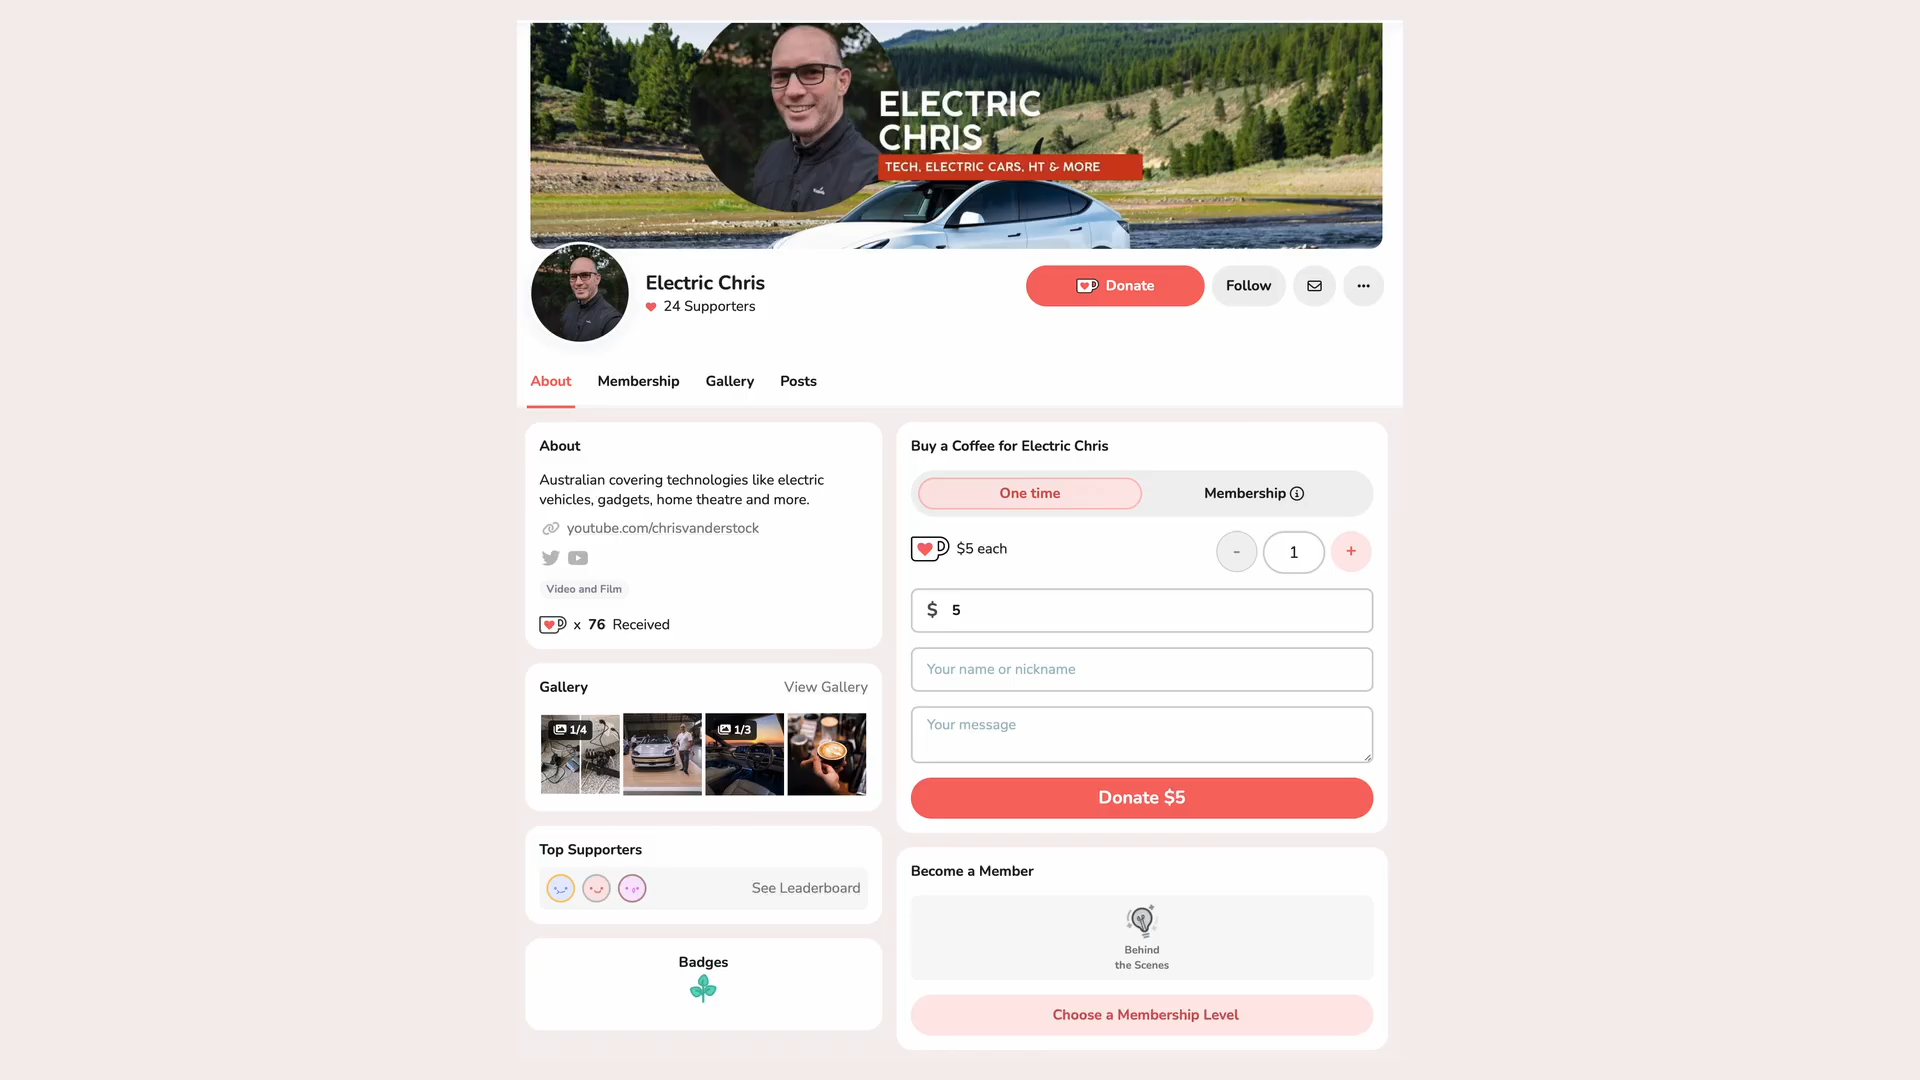 ELECTRIC
CHRIS
TECH, ELECTRIC CARS, HT & MORE
Electric Chris
24 Supporters
Donate
Follow
About
Membership
Gallery
Posts
About
Australian covering technologies like electric
vehicles, gadgets, home theatre and more.
youtube.com/chrisvanderstock
Video and Film
x 76 Received
Gallery
View Gallery
1/4
1/3
Top Supporters
See Leaderboard
Badges
Buy a Coffee for Electric Chris
One time
Membership
$5 each
-
1
+
$ 5
Your name or nickname
Your message
Donate $5
Become a Member
Behind
the Scenes
Choose a Membership Level